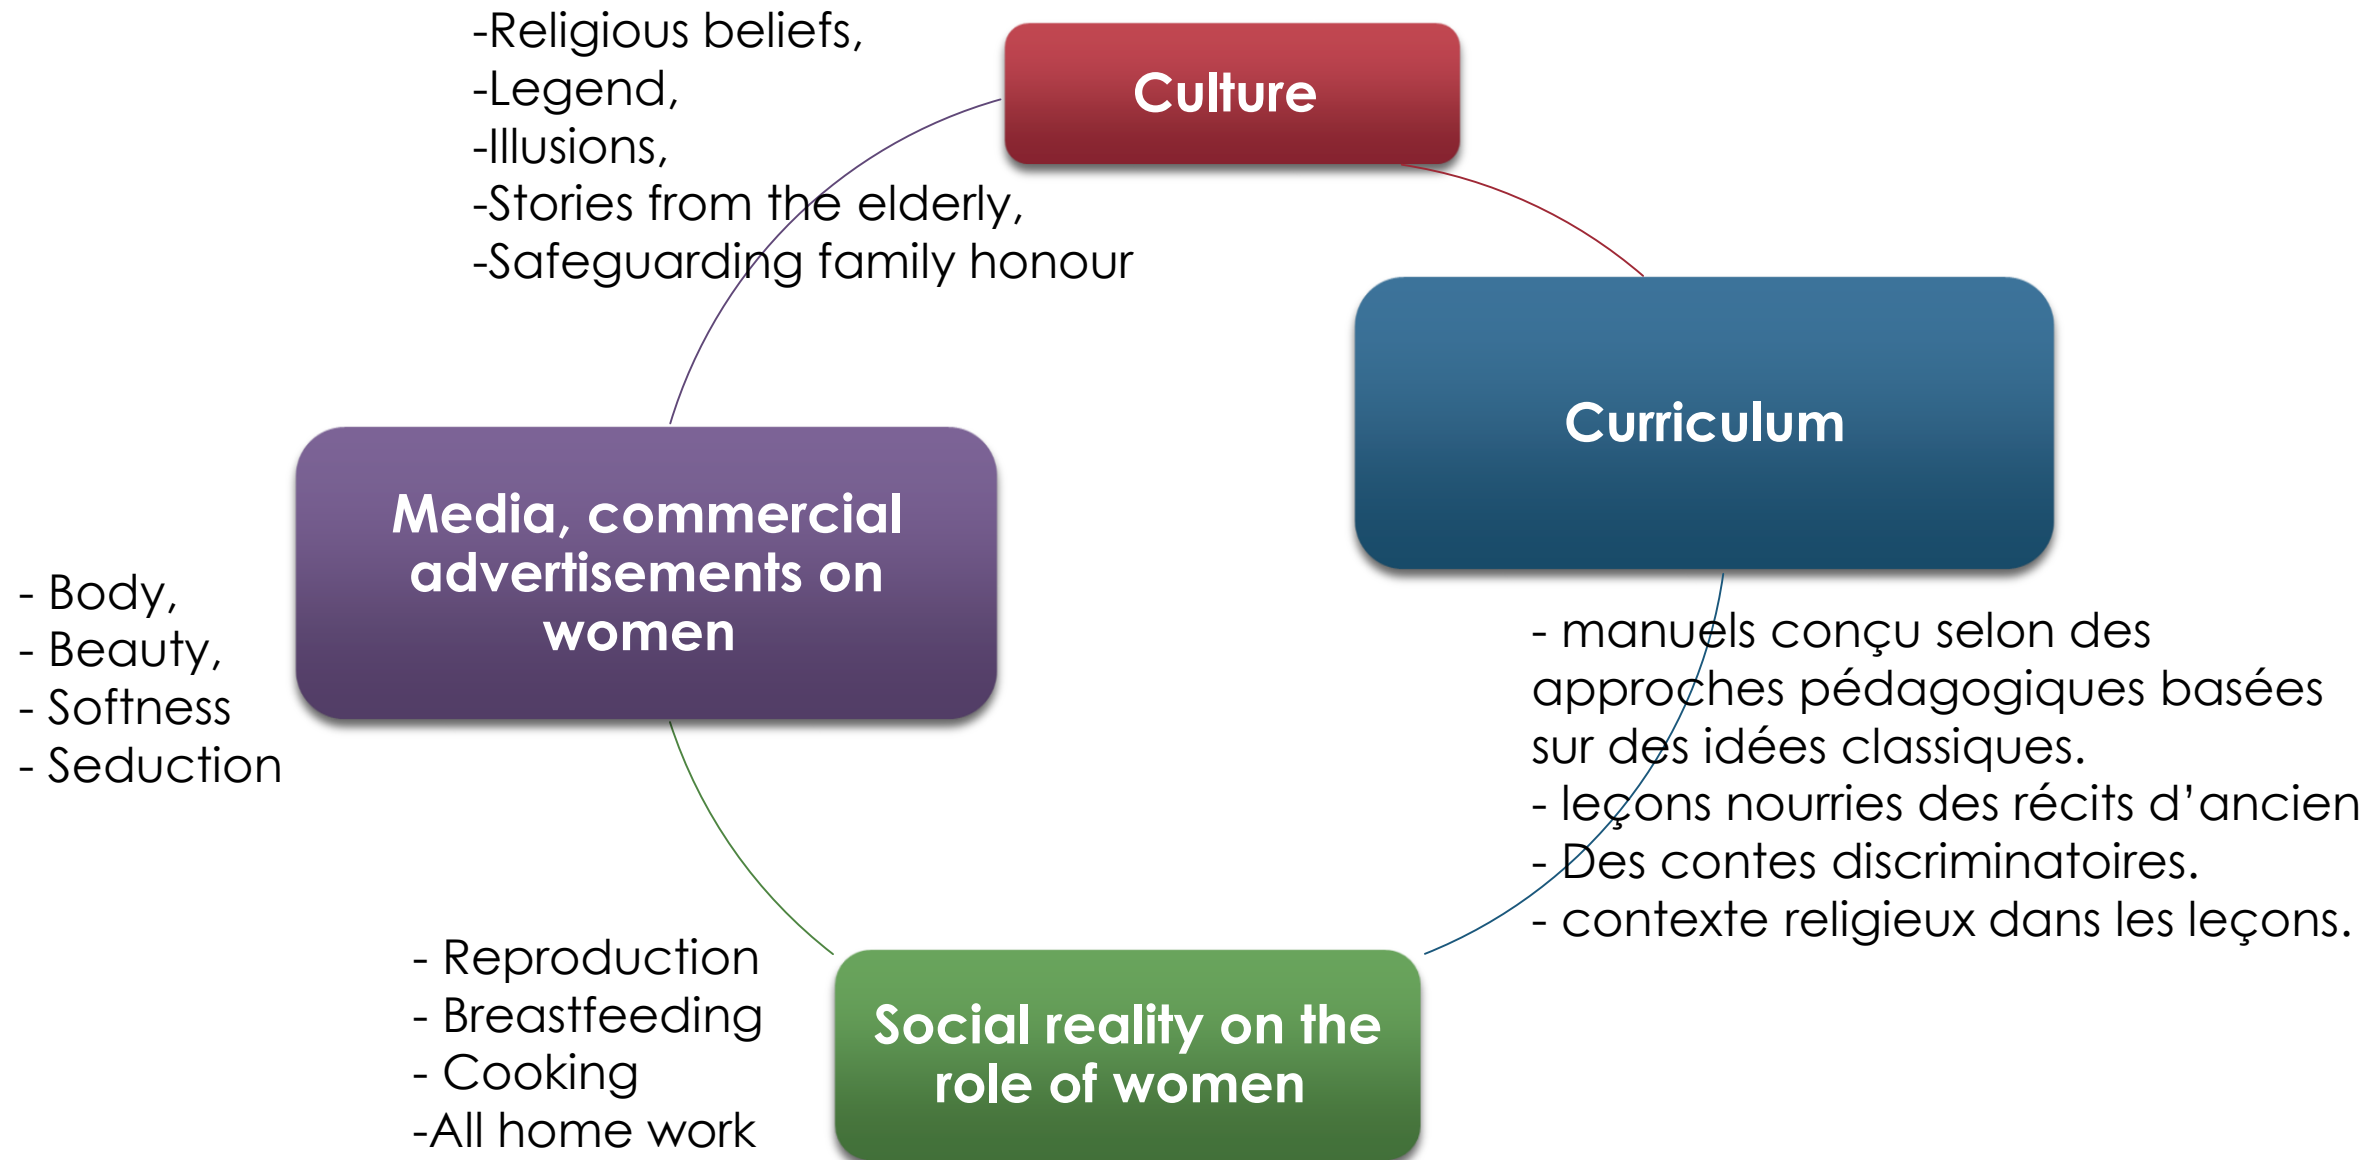 -Religious beliefs,
-Legend,
-Illusions,
-Stories from the elderly,
-Safeguarding family honour
Culture
Curriculum
- manuels conçu selon des
approches pédagogiques basées
sur des idées classiques.
- leçons nourries des récits d’ancien
- Des contes discriminatoires.
- contexte religieux dans les leçons.
Social reality on the
role of women
- Reproduction
- Breastfeeding
- Cooking
-All home work
Media, commercial
advertisements on
women
- Body,
- Beauty,
- Softness
- Seduction